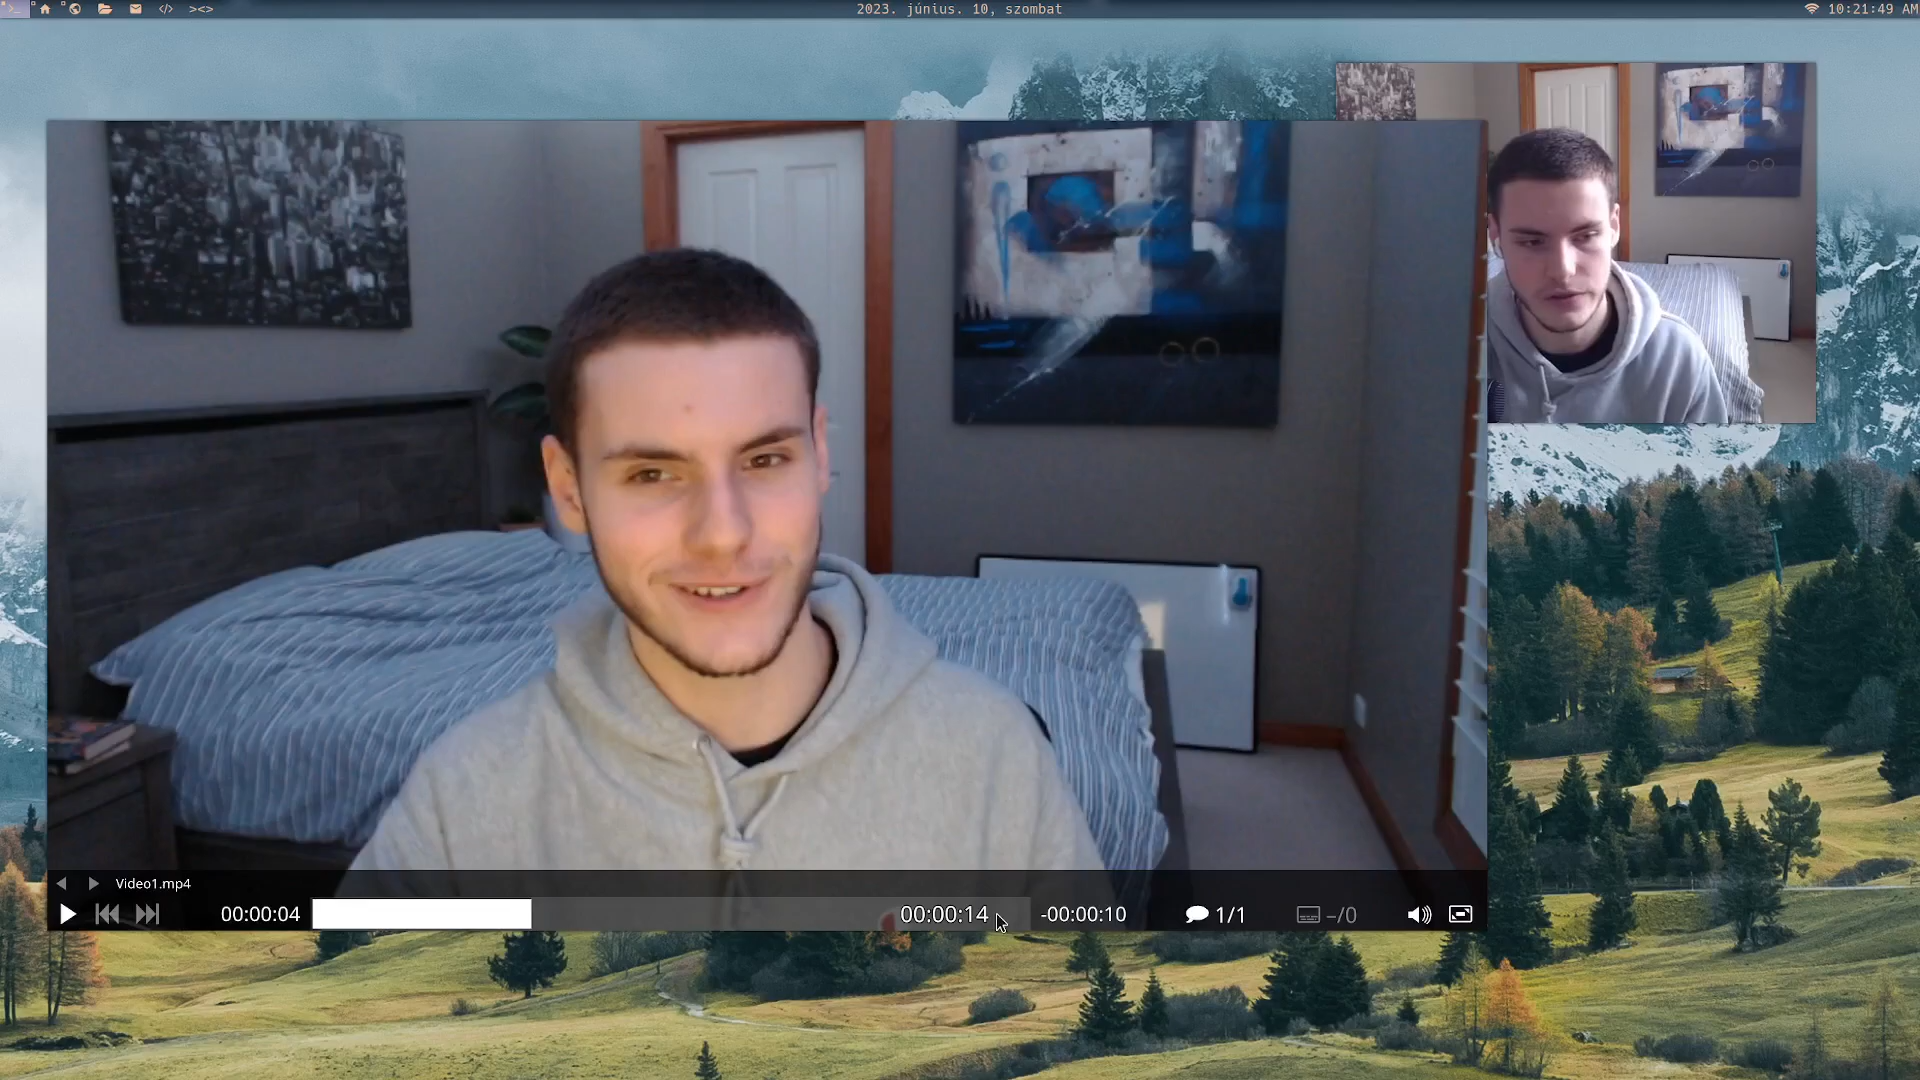 </> ><> 2023. június. 10, szombat 10:21:49 AM
Video1.mp4
00:00:04 00:00:14 -00:00:10 1/1 –/0